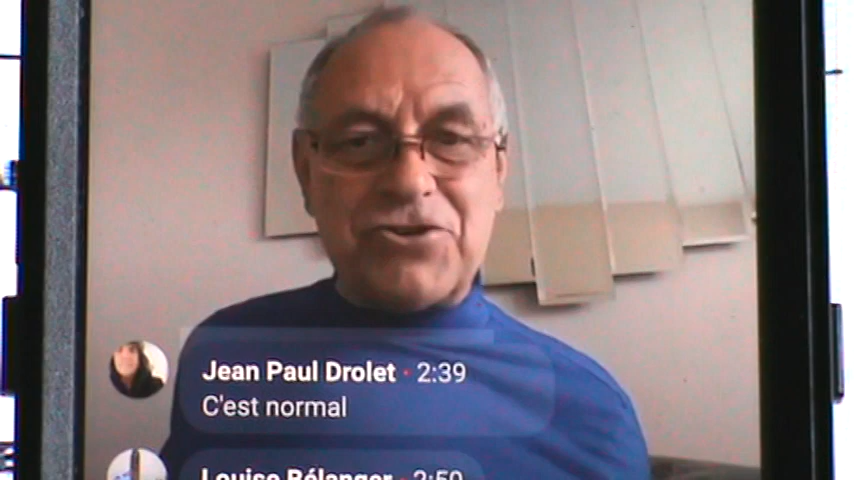 Jean Paul Drolet • 2:39
C'est normal
Louise Bélanger • 2:50